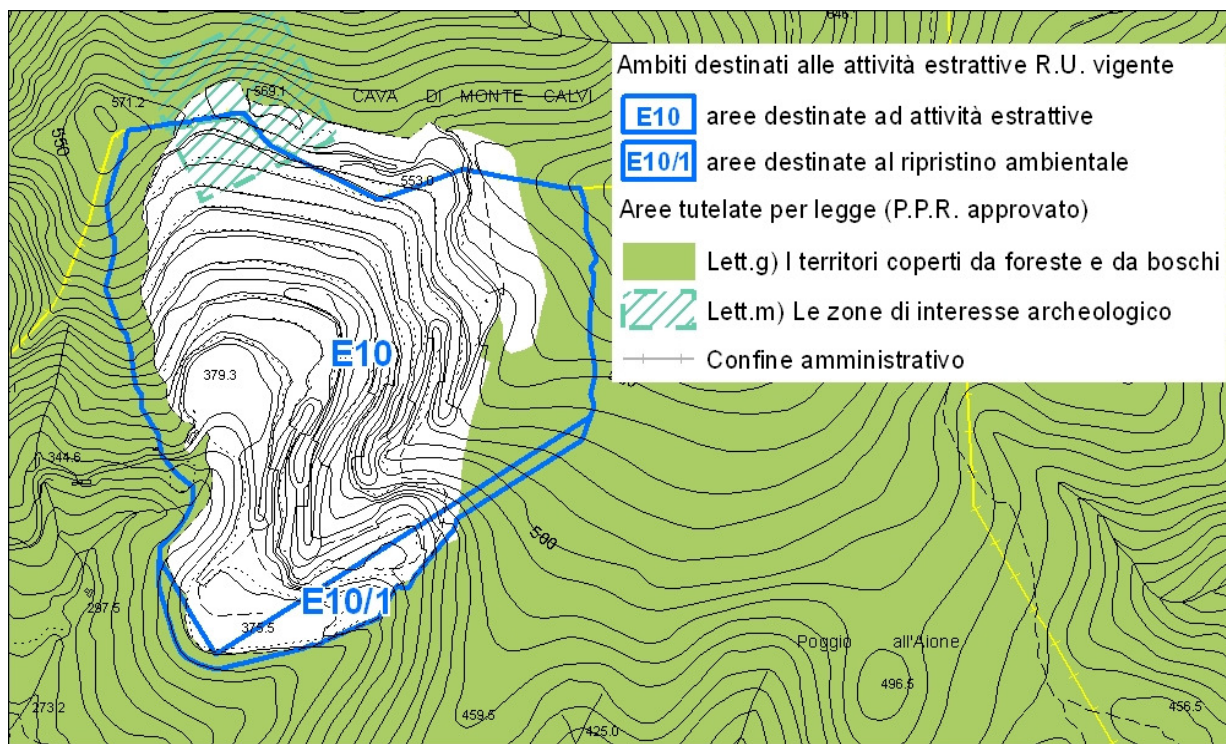 Ambiti destinati alle attività estrattive R.U. vigente
E10 aree destinate ad attività estrattive
E10/1 aree destinate al ripristino ambientale
Aree tutelate per legge (P.P.R. approvato)
Lett.g) I territori coperti da foreste e da boschi
Lett.m) Le zone di interesse archeologico
Confine amministrativo
571.2
569.1
CAVA DI MONTE CALVI
550
553.0
E10
379.3
344.6
500
E10/1
297.5
375.5
Poggio all'Aione
496.5
273.2
459.5
425.0
456.5